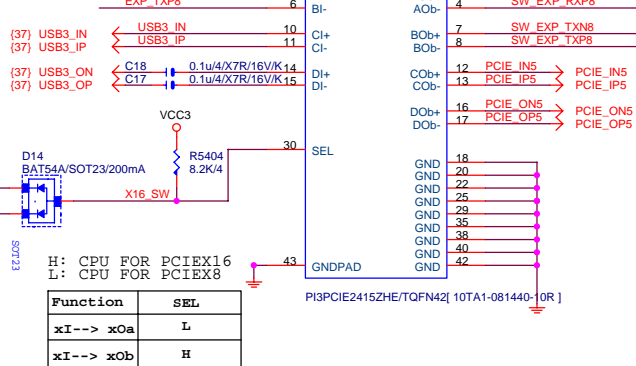 EXP_TXP8
6 BI-
AOb- 4 SW_EXP_RXP8
{37} USB3_IN USB3_IN 10 CI+
{37} USB3_IP USB3_IP 11 CI-
BOb+ 7 SW_EXP_TXN8
BOb- 8 SW_EXP_TXP8
{37} USB3_ON C18 0.1u/4/X7R/16V/K 14 DI+
{37} USB3_OP C17 0.1u/4/X7R/16V/K 15 DI-
COb+ 12 PCIE_IN5 PCIE_IN5
COb- 13 PCIE_IP5 PCIE_IP5
DOb+ 16 PCIE_ON5 PCIE_ON5
DOb- 17 PCIE_OP5 PCIE_OP5
VCC3
30 SEL
D14
BAT54A/SOT23/200mA
R5404
8.2K/4
X16_SW
SOT23
GND 18
GND 20
GND 22
GND 25
GND 29
GND 35
GND 38
GND 40
GND 42
H: CPU FOR PCIEX16
L: CPU FOR PCIEX8
43 GNDPAD
PI3PCIE2415ZHE/TQFN42[ 10TA1-081440-10R ]
Function SEL
xI--> xOa L
xI--> xOb H